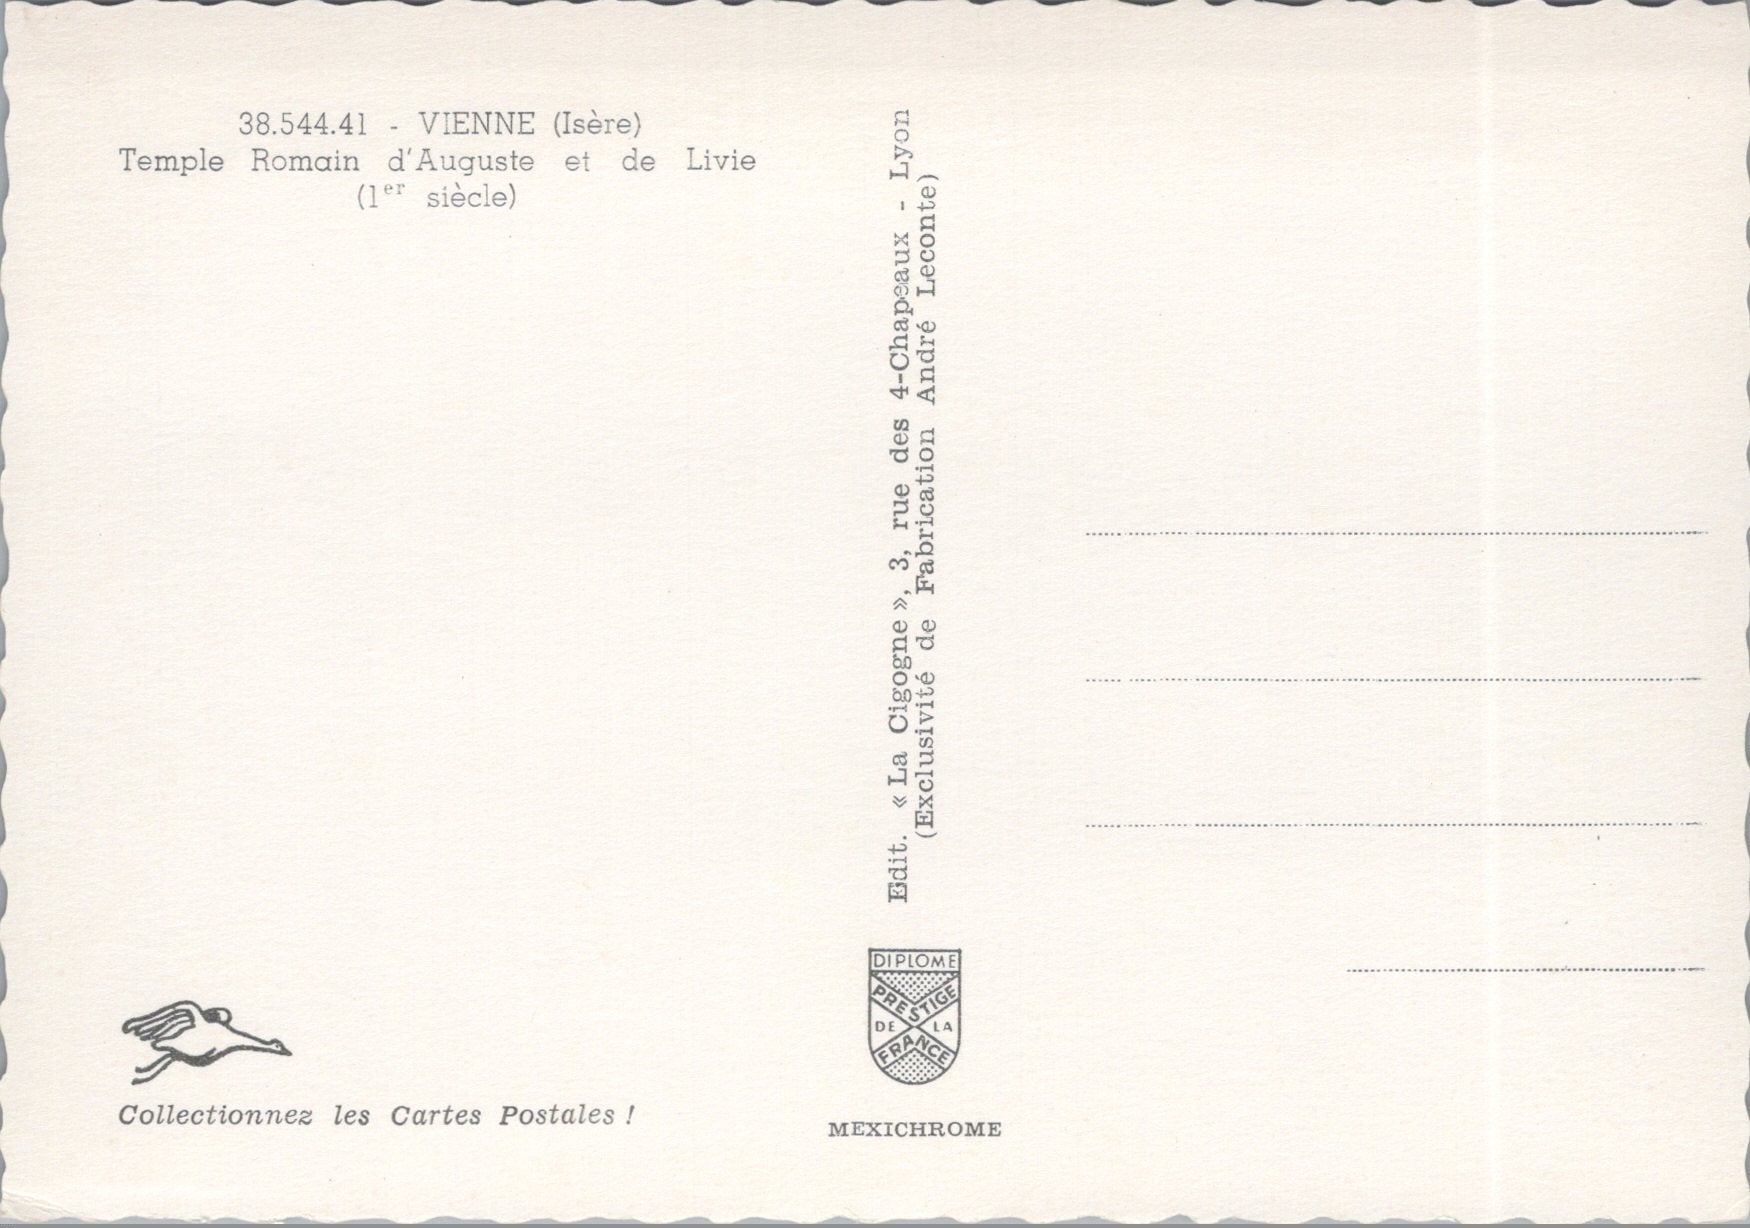 38.544.41 - VIENNE (Isère)
Temple Romain d'Auguste et de Livie
(1er siècle)
Edit. « La Cigogne », 3, rue des 4-Chapeaux - Lyon
(Exclusivité de Fabrication André Leconte)
DIPLOME
PRESTIGE
DE LA
FRANCE
Collectionnez les Cartes Postales !
MEXICHROME